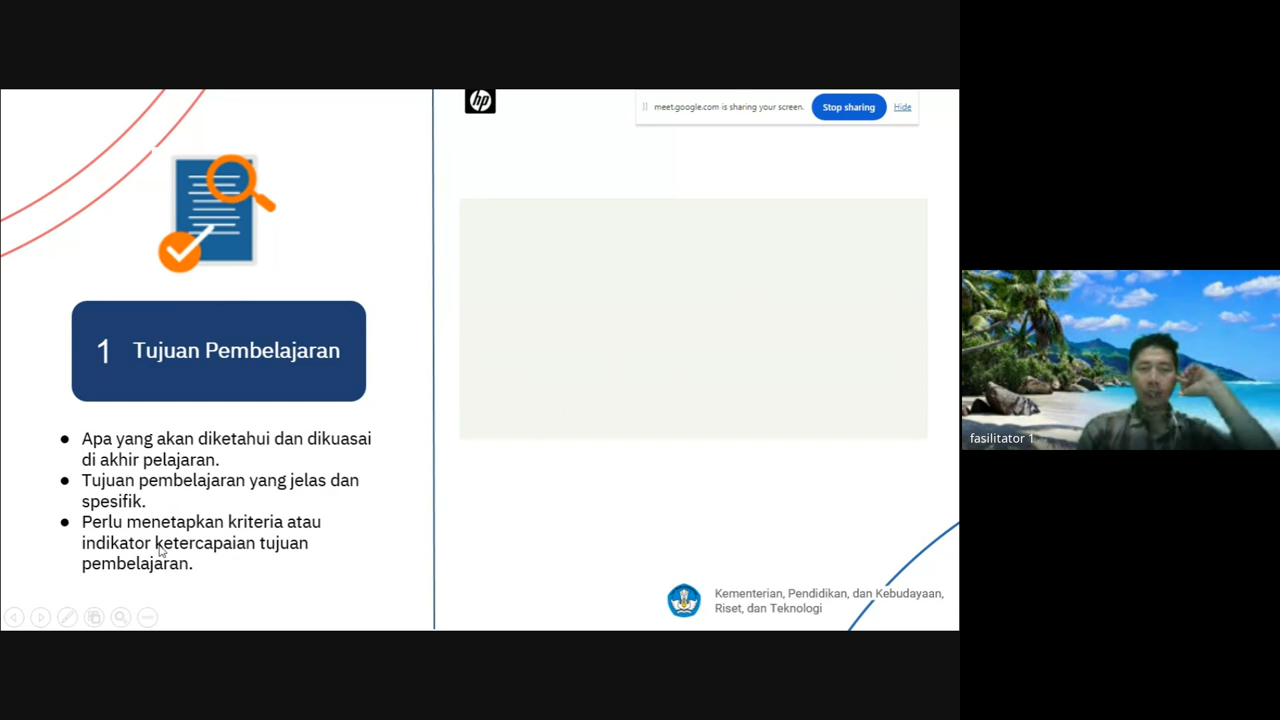 hp
meet.google.com is sharing your screen.
Stop sharing
Hide
1 Tujuan Pembelajaran
● Apa yang akan diketahui dan dikuasai
di akhir pelajaran.
● Tujuan pembelajaran yang jelas dan
spesifik.
● Perlu menetapkan kriteria atau
indikator ketercapaian tujuan
pembelajaran.
Kementerian, Pendidikan, dan Kebudayaan,
Riset, dan Teknologi
fasilitator 1